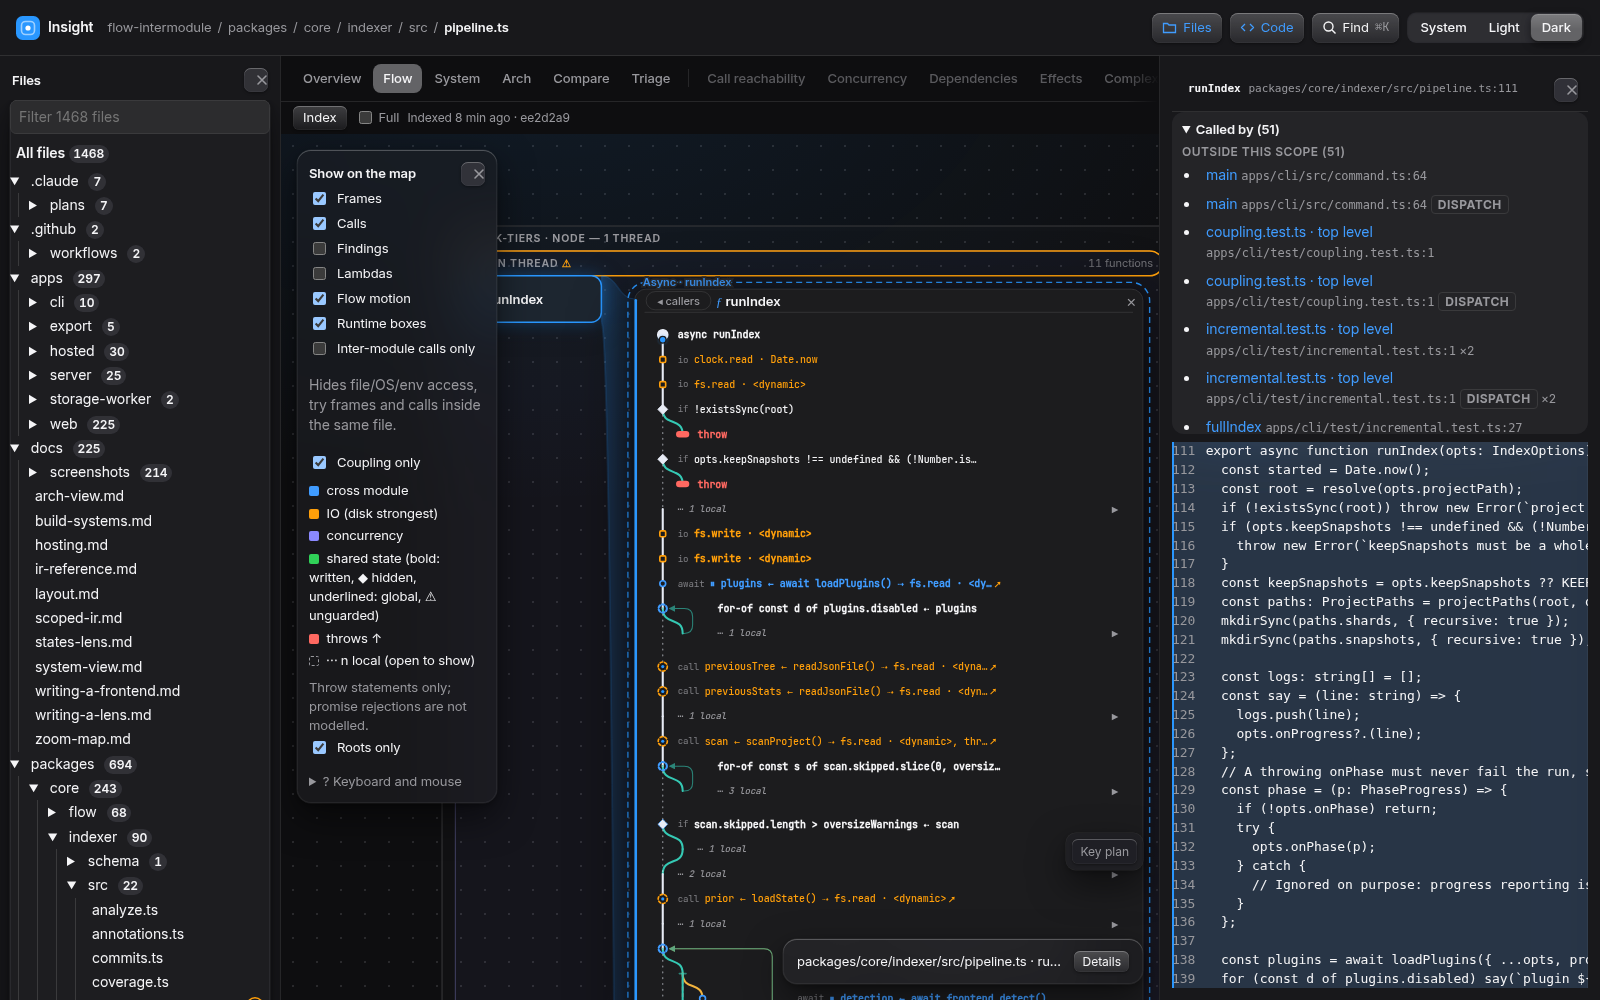 Insight flow-intermodule / packages / core / indexer / src / pipeline.ts Files Code Find ⌘K System Light Dark
Files
Filter 1468 files
All files 1468
.claude 7
plans 7
.github 2
workflows 2
apps 297
cli 10
export 5
hosted 30
server 25
storage-worker 2
web 225
docs 225
screenshots 214
arch-view.md
build-systems.md
hosting.md
ir-reference.md
layout.md
scoped-ir.md
states-lens.md
system-view.md
writing-a-frontend.md
writing-a-lens.md
zoom-map.md
packages 694
core 243
flow 68
indexer 90
schema 1
src 22
analyze.ts
annotations.ts
commits.ts
coverage.ts
Overview Flow System Arch Compare Triage Call reachability Concurrency Dependencies Effects Comple
Index Full Indexed 8 min ago · ee2d2a9
Show on the map
Frames
Calls
Findings
Lambdas
Flow motion
Runtime boxes
Inter-module calls only
Hides file/OS/env access,
try frames and calls inside
the same file.
Coupling only
cross module
IO (disk strongest)
concurrency
shared state (bold:
written, ◆ hidden,
underlined: global, ⚠
unguarded)
throws ↑
⋯ n local (open to show)
Throw statements only;
promise rejections are not
modelled.
Roots only
? Keyboard and mouse
K-TIERS · NODE — 1 THREAD
N THREAD ⚠ 11 functions
unIndex
Async · runIndex
◂ callers ƒ runIndex ×
async runIndex
io clock.read · Date.now
io fs.read · <dynamic>
if !existsSync(root)
throw
if opts.keepSnapshots !== undefined && (!Number.is…
throw
⋯ 1 local ▶
io fs.write · <dynamic>
io fs.write · <dynamic>
await plugins ← await loadPlugins() → fs.read · <dy…↗
for-of const d of plugins.disabled ⇠ plugins
⋯ 1 local ▶
call previousTree ← readJsonFile() → fs.read · <dyna…↗
call previousStats ← readJsonFile() → fs.read · <dyn…↗
⋯ 1 local ▶
call scan ← scanProject() → fs.read · <dynamic>, thr…↗
for-of const s of scan.skipped.slice(0, oversiz…
⋯ 3 local ▶
if scan.skipped.length > oversizeWarnings ⇠ scan
⋯ 1 local
⋯ 2 local ▶
call prior ← loadState() → fs.read · <dynamic>↗
⋯ 1 local ▶
await detection ← await frontend.detect()
Key plan
packages/core/indexer/src/pipeline.ts · ru... Details
runIndex packages/core/indexer/src/pipeline.ts:111
▼ Called by (51)
OUTSIDE THIS SCOPE (51)
main apps/cli/src/command.ts:64
main apps/cli/src/command.ts:64 DISPATCH
coupling.test.ts · top level
apps/cli/test/coupling.test.ts:1
coupling.test.ts · top level
apps/cli/test/coupling.test.ts:1 DISPATCH
incremental.test.ts · top level
apps/cli/test/incremental.test.ts:1 ×2
incremental.test.ts · top level
apps/cli/test/incremental.test.ts:1 DISPATCH ×2
fullIndex apps/cli/test/incremental.test.ts:27
111 export async function runIndex(opts: IndexOptions
112 const started = Date.now();
113 const root = resolve(opts.projectPath);
114 if (!existsSync(root)) throw new Error(`project
115 if (opts.keepSnapshots !== undefined && (!Number
116 throw new Error(`keepSnapshots must be a whole
117 }
118 const keepSnapshots = opts.keepSnapshots ?? KEE
119 const paths: ProjectPaths = projectPaths(root, o
120 mkdirSync(paths.shards, { recursive: true });
121 mkdirSync(paths.snapshots, { recursive: true })
122
123 const logs: string[] = [];
124 const say = (line: string) => {
125 logs.push(line);
126 opts.onProgress?.(line);
127 };
128 // A throwing onPhase must never fail the run, s
129 const phase = (p: PhaseProgress) => {
130 if (!opts.onPhase) return;
131 try {
132 opts.onPhase(p);
133 } catch {
134 // Ignored on purpose: progress reporting is
135 }
136 };
137
138 const plugins = await loadPlugins({ ...opts, pro
139 for (const d of plugins.disabled) say(`plugin $